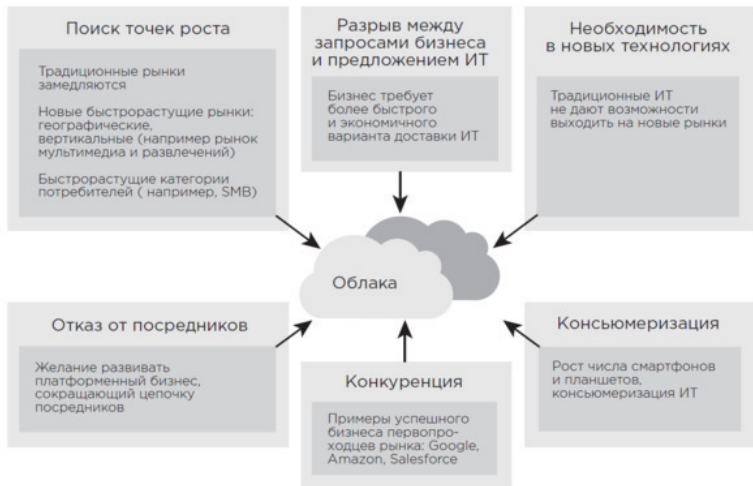 Поиск точек роста
Традиционные рынки
замедляются
Новые быстрорастущие рынки:
географические,
вертикальные (например рынок
мультимедиа и развлечений)
Быстрорастущие категории
потребителей ( например, SMB)
Разрыв между
запросами бизнеса
и предложением ИТ
Бизнес требует
более быстрого
и экономичного
варианта доставки ИТ
Необходимость
в новых технологиях
Традиционные ИТ
не дают возможности
выходить на новые рынки
Облака
Отказ от посредников
Желание развивать
платформенный бизнес,
сокращающий цепочку
посредников
Конкуренция
Примеры успешного
бизнеса первопро-
ходцев рынка: Google,
Amazon, Salesforce
Консьюмеризация
Рост числа смартфонов
и планшетов,
консьюмеризация ИТ